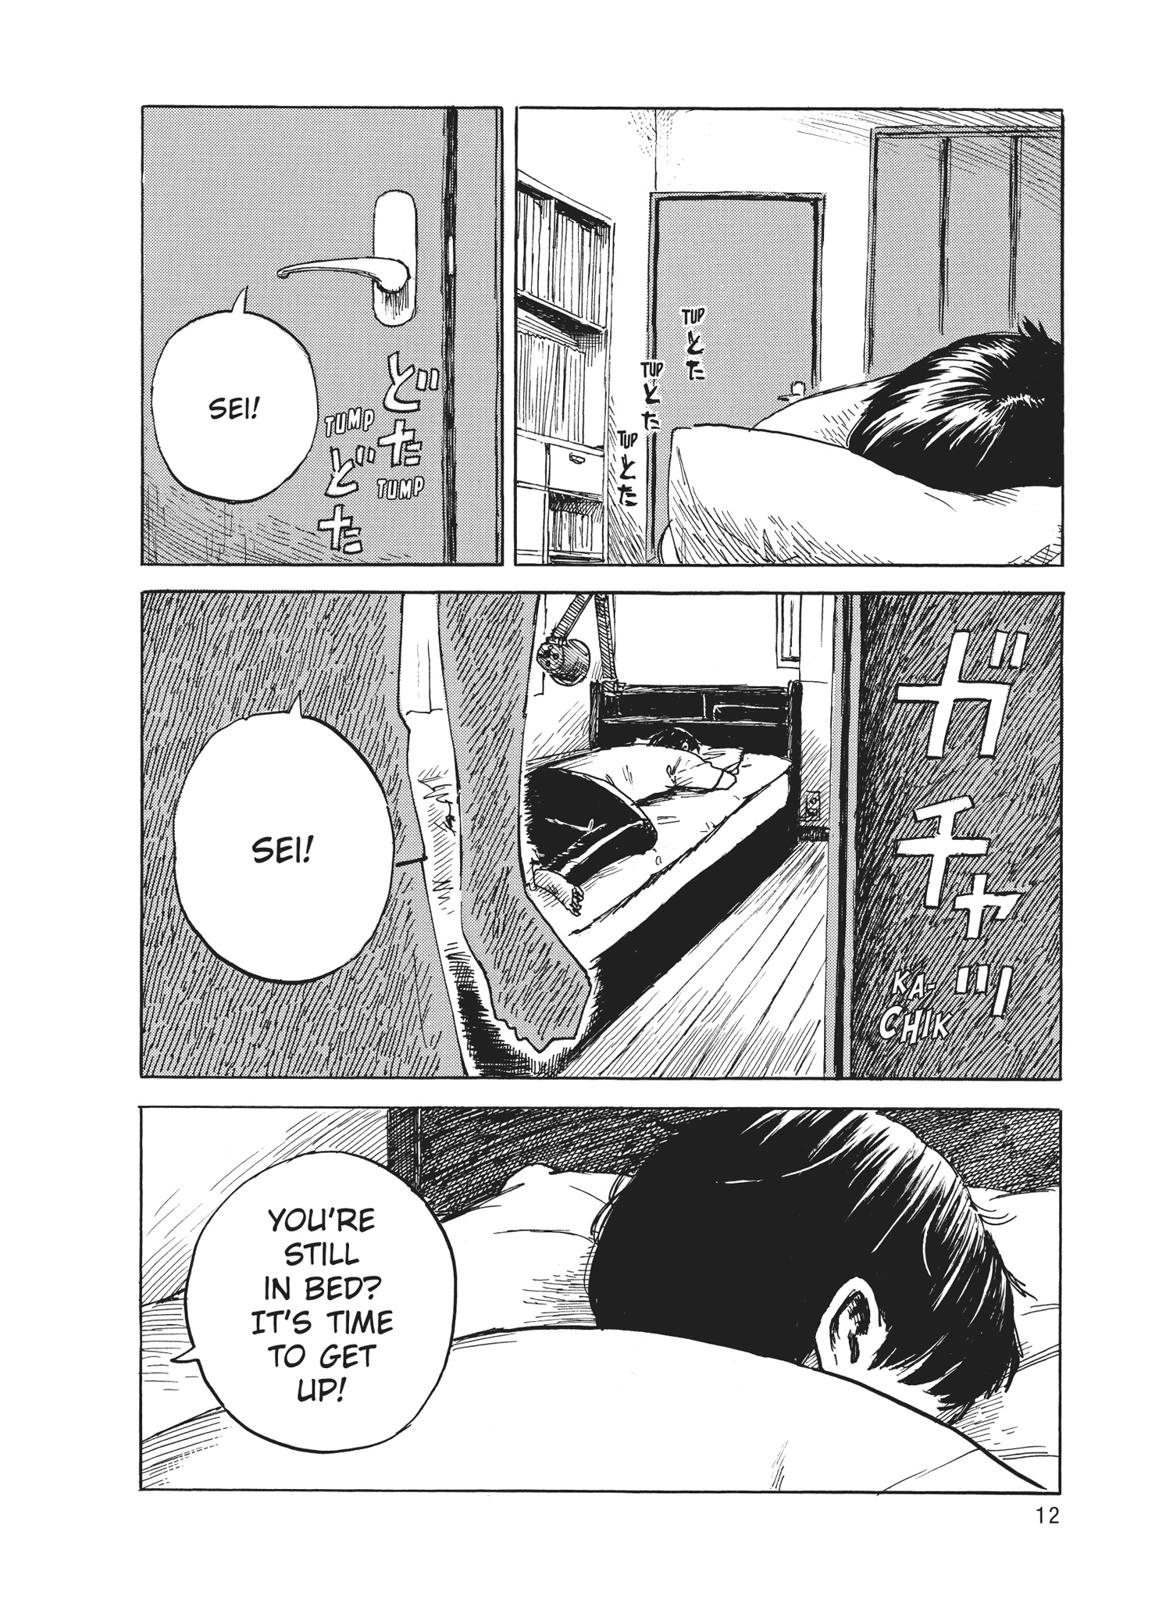 TUP
とた
TUP
とた
TUP
とた
SEI!
どた
TUMP
どた
TUMP
ガチャッ
KA-
CHIK
SEI!
YOU'RE
STILL
IN BED?
IT'S TIME
TO GET
UP!
12